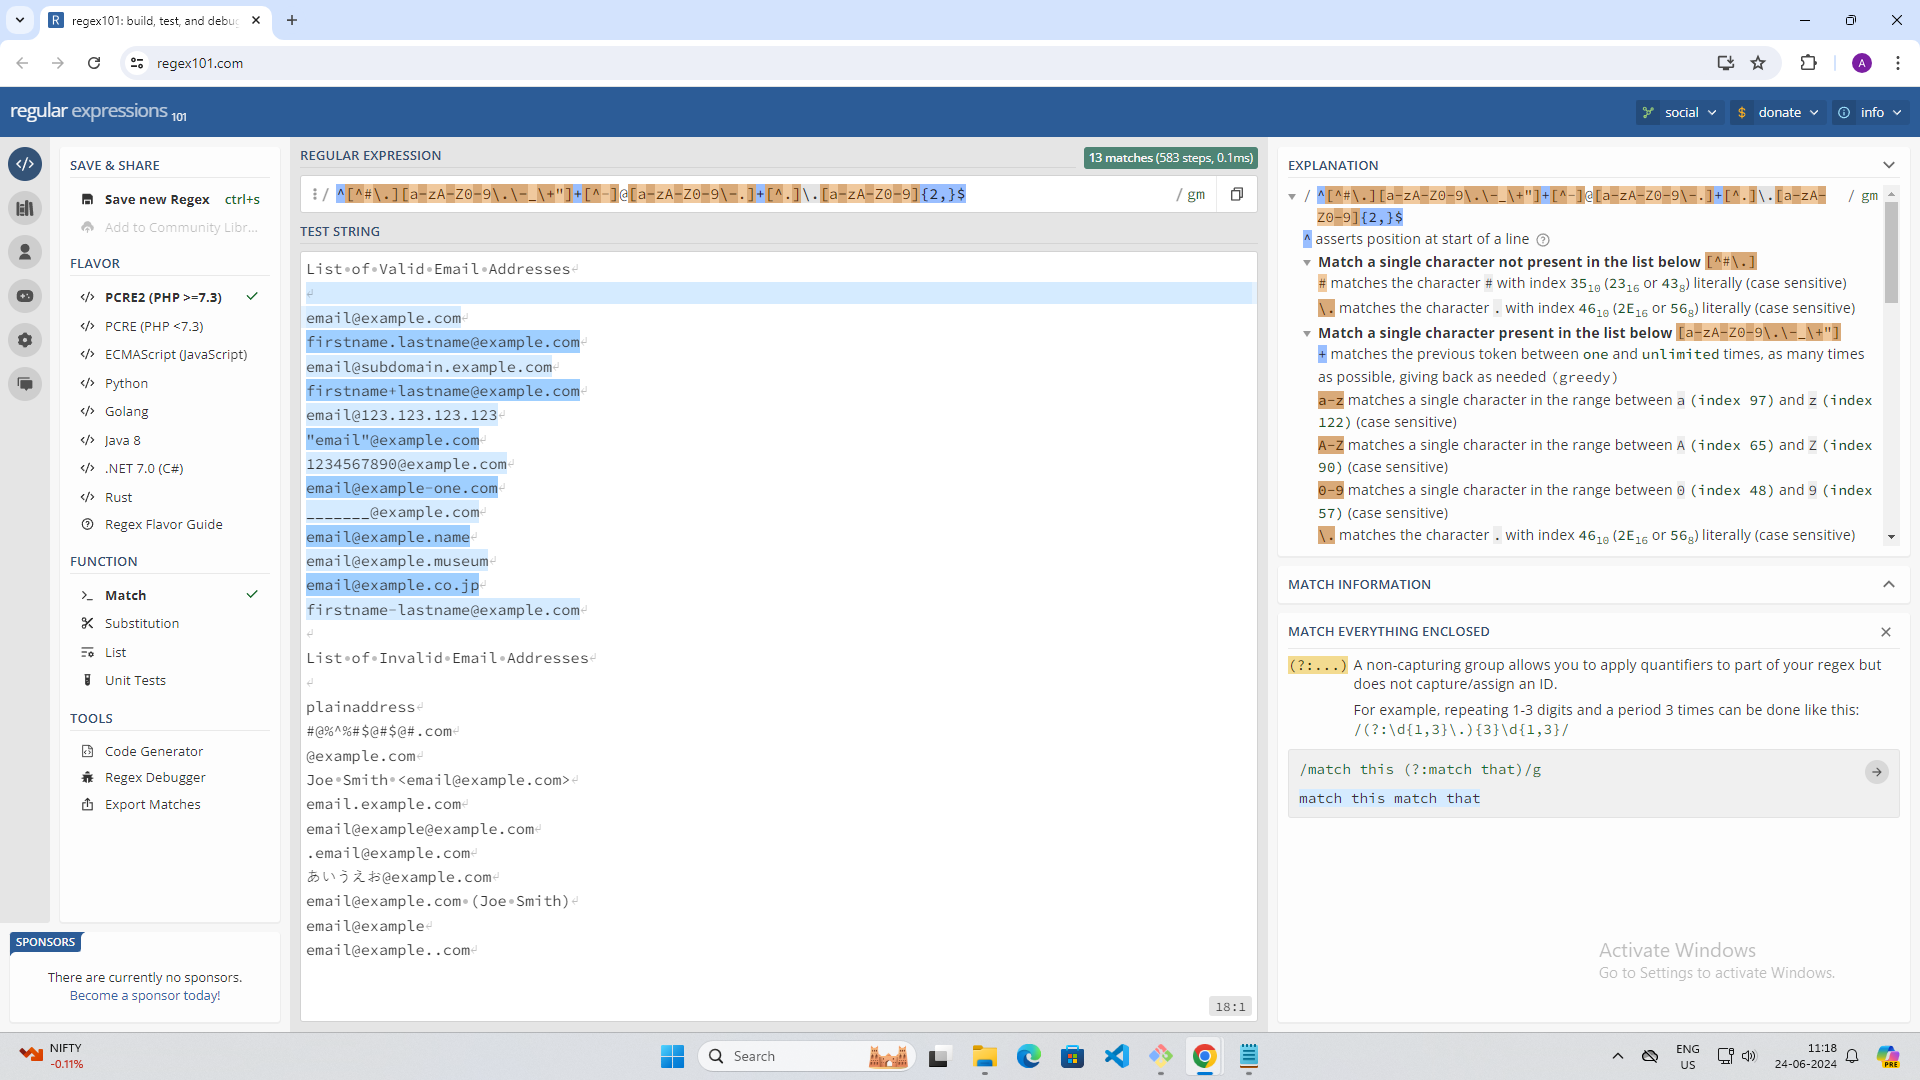 regex101: build, test, and debug
regex101.com
A
regular expressions 101
social
$ donate
info
SAVE & SHARE
Save new Regex ctrl+s
Add to Community Libr...
FLAVOR
PCRE2 (PHP >=7.3)
PCRE (PHP <7.3)
ECMAScript (JavaScript)
Python
Golang
Java 8
.NET 7.0 (C#)
Rust
Regex Flavor Guide
FUNCTION
Match
Substitution
List
Unit Tests
TOOLS
Code Generator
Regex Debugger
Export Matches
SPONSORS
There are currently no sponsors.
Become a sponsor today!
REGULAR EXPRESSION
13 matches (583 steps, 0.1ms)
/ ^[^#\.][a-zA-Z0-9\.\-_\+"]+[^-]@[a-zA-Z0-9\-.]+[^.]\.[a-zA-Z0-9]{2,}$ / gm
TEST STRING
List•of•Valid•Email•Addresses
email@example.com
firstname.lastname@example.com
email@subdomain.example.com
firstname+lastname@example.com
email@123.123.123.123
"email"@example.com
1234567890@example.com
email@example-one.com
_______@example.com
email@example.name
email@example.museum
email@example.co.jp
firstname-lastname@example.com
List•of•Invalid•Email•Addresses
plainaddress
#@%^%#$@#$@#.com
@example.com
Joe•Smith•<email@example.com>
email.example.com
email@example@example.com
.email@example.com
あいうえお@example.com
email@example.com•(Joe•Smith)
email@example
email@example..com
18:1
EXPLANATION
/ ^[^#\.][a-zA-Z0-9\.\-_\+"]+[^-]@[a-zA-Z0-9\-.]+[^.]\.[a-zA- / gm
Z0-9]{2,}$
^ asserts position at start of a line
Match a single character not present in the list below [^#\.]
# matches the character # with index 35₁₀ (23₁₆ or 43₈) literally (case sensitive)
\. matches the character . with index 46₁₀ (2E₁₆ or 56₈) literally (case sensitive)
Match a single character present in the list below [a-zA-Z0-9\.\-_\+"]
+ matches the previous token between one and unlimited times, as many times
as possible, giving back as needed (greedy)
a-z matches a single character in the range between a (index 97) and z (index
122) (case sensitive)
A-Z matches a single character in the range between A (index 65) and Z (index
90) (case sensitive)
0-9 matches a single character in the range between 0 (index 48) and 9 (index
57) (case sensitive)
\. matches the character . with index 46₁₀ (2E₁₆ or 56₈) literally (case sensitive)
MATCH INFORMATION
MATCH EVERYTHING ENCLOSED
(?:...) A non-capturing group allows you to apply quantifiers to part of your regex but
does not capture/assign an ID.
For example, repeating 1-3 digits and a period 3 times can be done like this:
/(?:\d{1,3}\.){3}\d{1,3}/
/match this (?:match that)/g
match this match that
Activate Windows
Go to Settings to activate Windows.
NIFTY
-0.11%
Search
ENG
US
11:18
24-06-2024
PRE